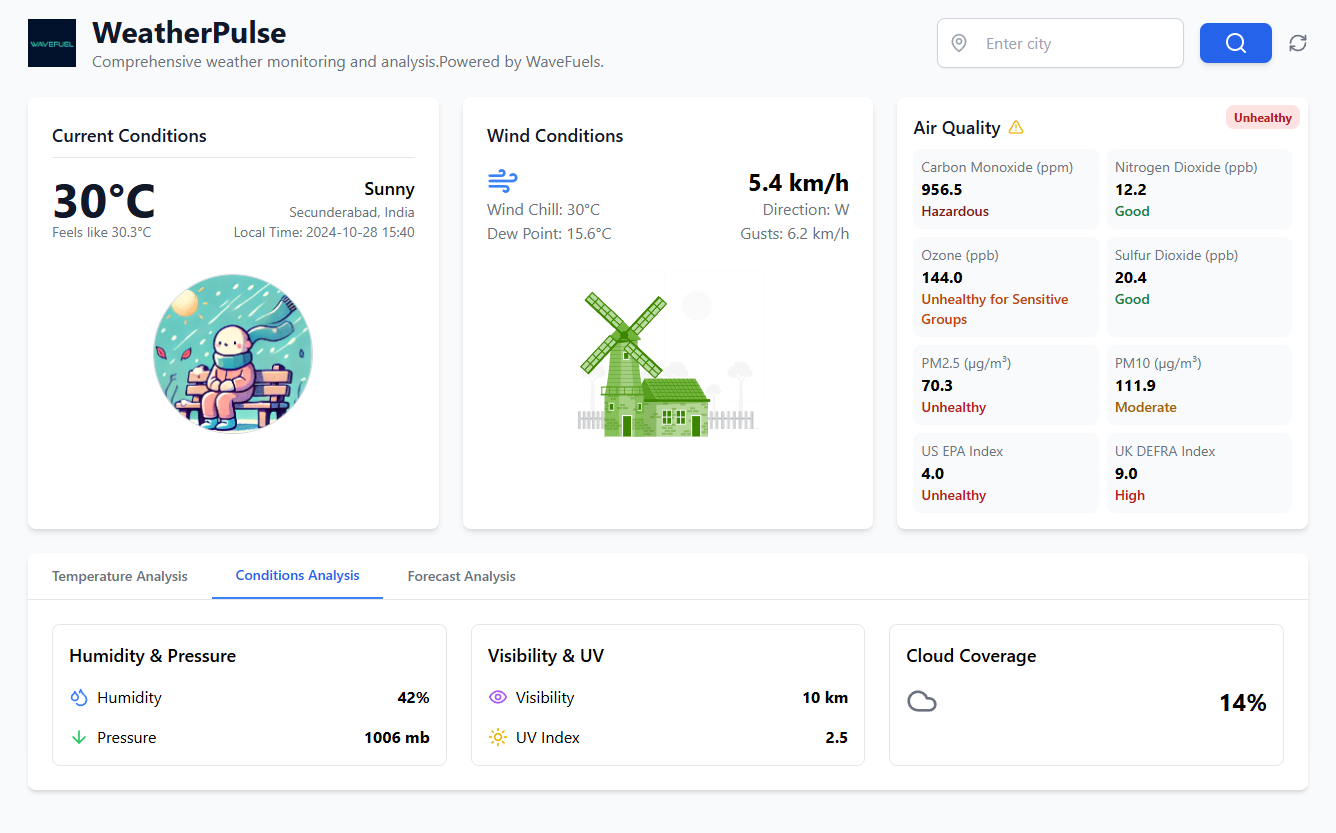 WAVEFUEL
WeatherPulse
Comprehensive weather monitoring and analysis.Powered by WaveFuels.
Enter city
Current Conditions
30°C
Feels like 30.3°C
Sunny
Secunderabad, India
Local Time: 2024-10-28 15:40
Wind Conditions
5.4 km/h
Wind Chill: 30°C
Direction: W
Dew Point: 15.6°C
Gusts: 6.2 km/h
Air Quality
Unhealthy
Carbon Monoxide (ppm)
956.5
Hazardous
Nitrogen Dioxide (ppb)
12.2
Good
Ozone (ppb)
144.0
Unhealthy for Sensitive
Groups
Sulfur Dioxide (ppb)
20.4
Good
PM2.5 (µg/m³)
70.3
Unhealthy
PM10 (µg/m³)
111.9
Moderate
US EPA Index
4.0
Unhealthy
UK DEFRA Index
9.0
High
Temperature Analysis
Conditions Analysis
Forecast Analysis
Humidity & Pressure
Humidity 42%
Pressure 1006 mb
Visibility & UV
Visibility 10 km
UV Index 2.5
Cloud Coverage
14%